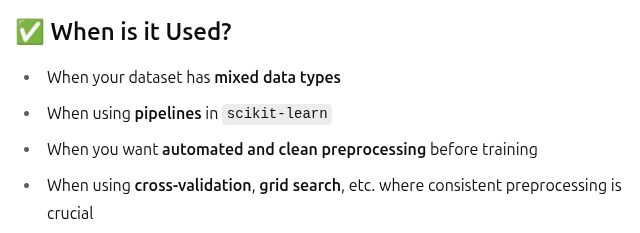 ✅ When is it Used?
• When your dataset has mixed data types
• When using pipelines in scikit-learn
• When you want automated and clean preprocessing before training
• When using cross-validation, grid search, etc. where consistent preprocessing is
crucial